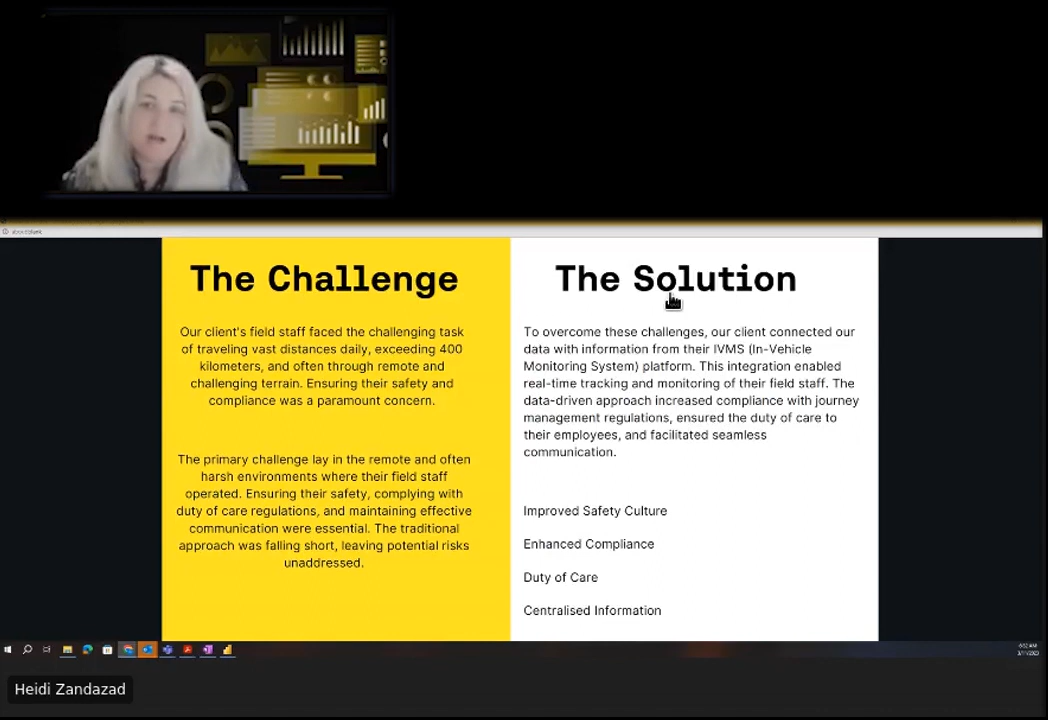 about:blank
The Challenge
Our client's field staff faced the challenging task
of traveling vast distances daily, exceeding 400
kilometers, and often through remote and
challenging terrain. Ensuring their safety and
compliance was a paramount concern.
The primary challenge lay in the remote and often
harsh environments where their field staff
operated. Ensuring their safety, complying with
duty of care regulations, and maintaining effective
communication were essential. The traditional
approach was falling short, leaving potential risks
unaddressed.
The Solution
To overcome these challenges, our client connected our
data with information from their IVMS (In-Vehicle
Monitoring System) platform. This integration enabled
real-time tracking and monitoring of their field staff. The
data-driven approach increased compliance with journey
management regulations, ensured the duty of care to
their employees, and facilitated seamless
communication.
Improved Safety Culture
Enhanced Compliance
Duty of Care
Centralised Information
Heidi Zandazad